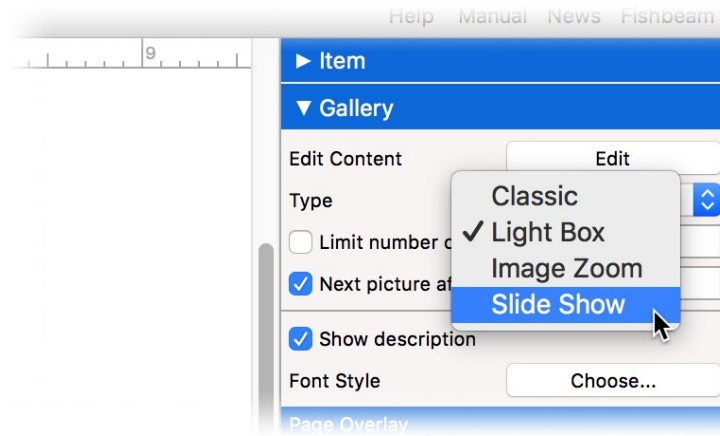 Help Manual News Fishbeam
9
Item
Gallery
Edit Content Edit
Type
Classic
Light Box
Limit number
Image Zoom
Next picture
Slide Show
Show description
Font Style Choose...
Page Overlay